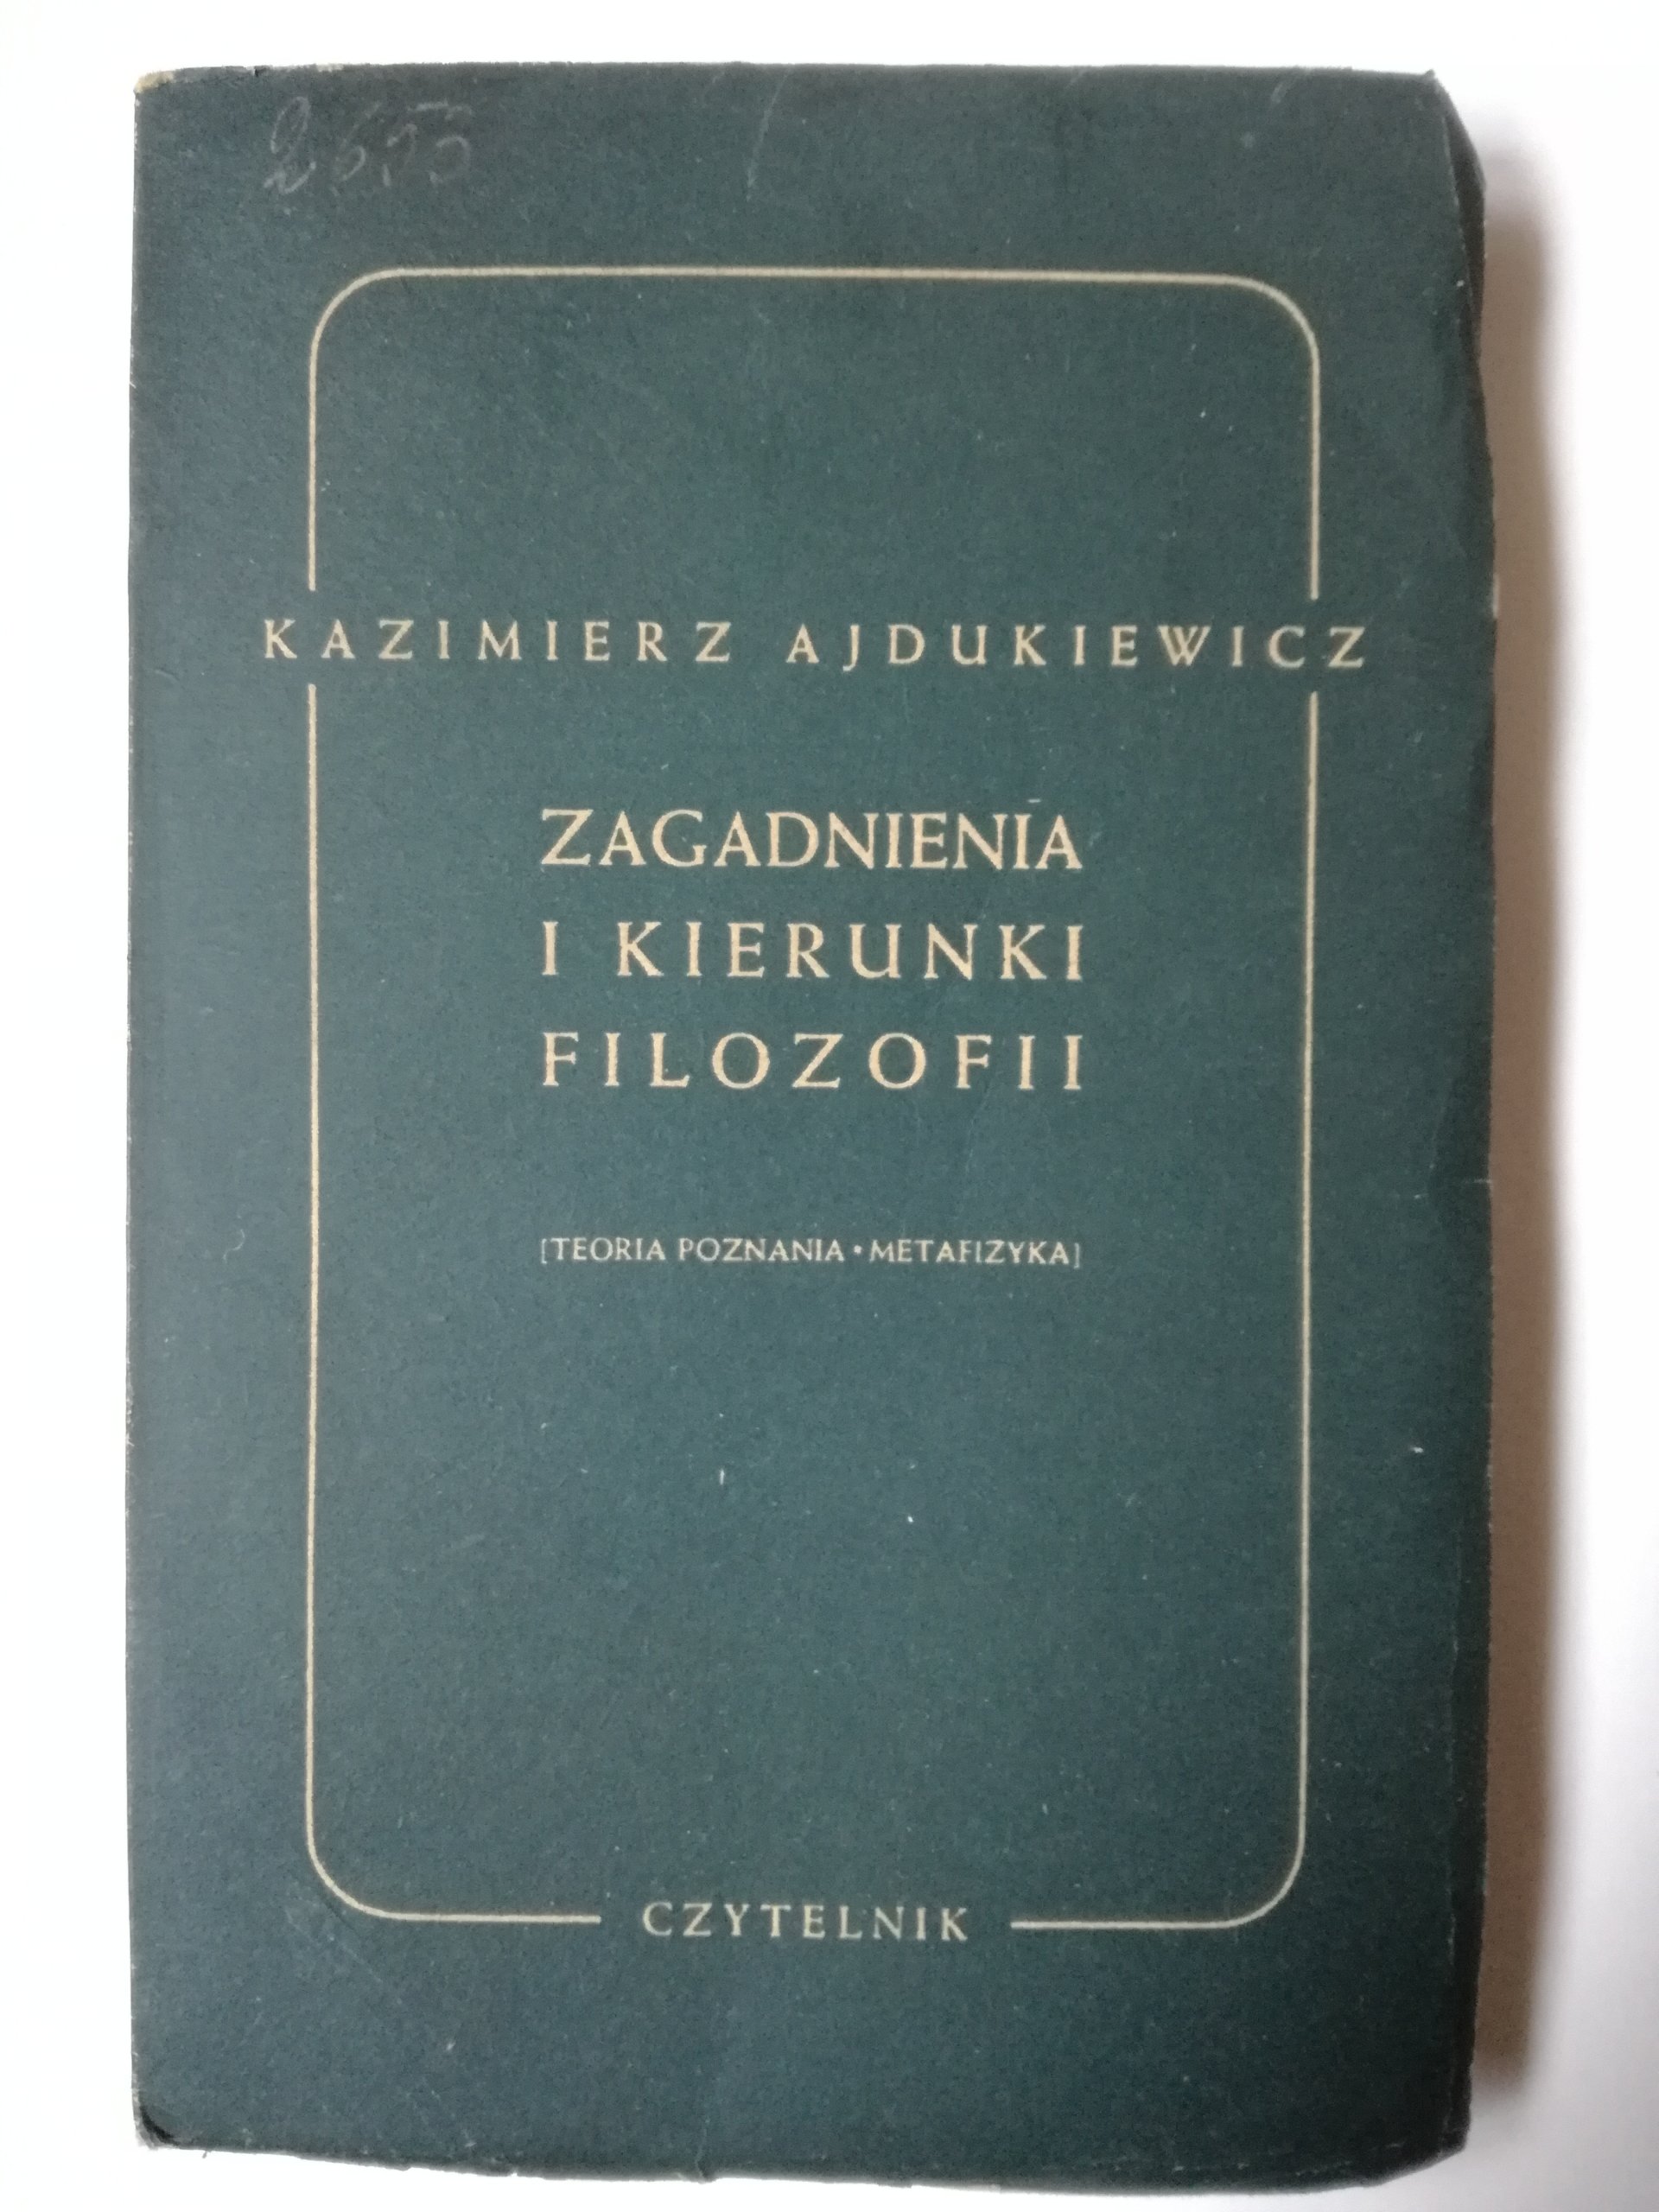 KAZIMIERZ AJDUKIEWICZ
ZAGADNIENIA
I KIERUNKI
FILOZOFII
[TEORIA POZNANIA • METAFIZYKA]
CZYTELNIK